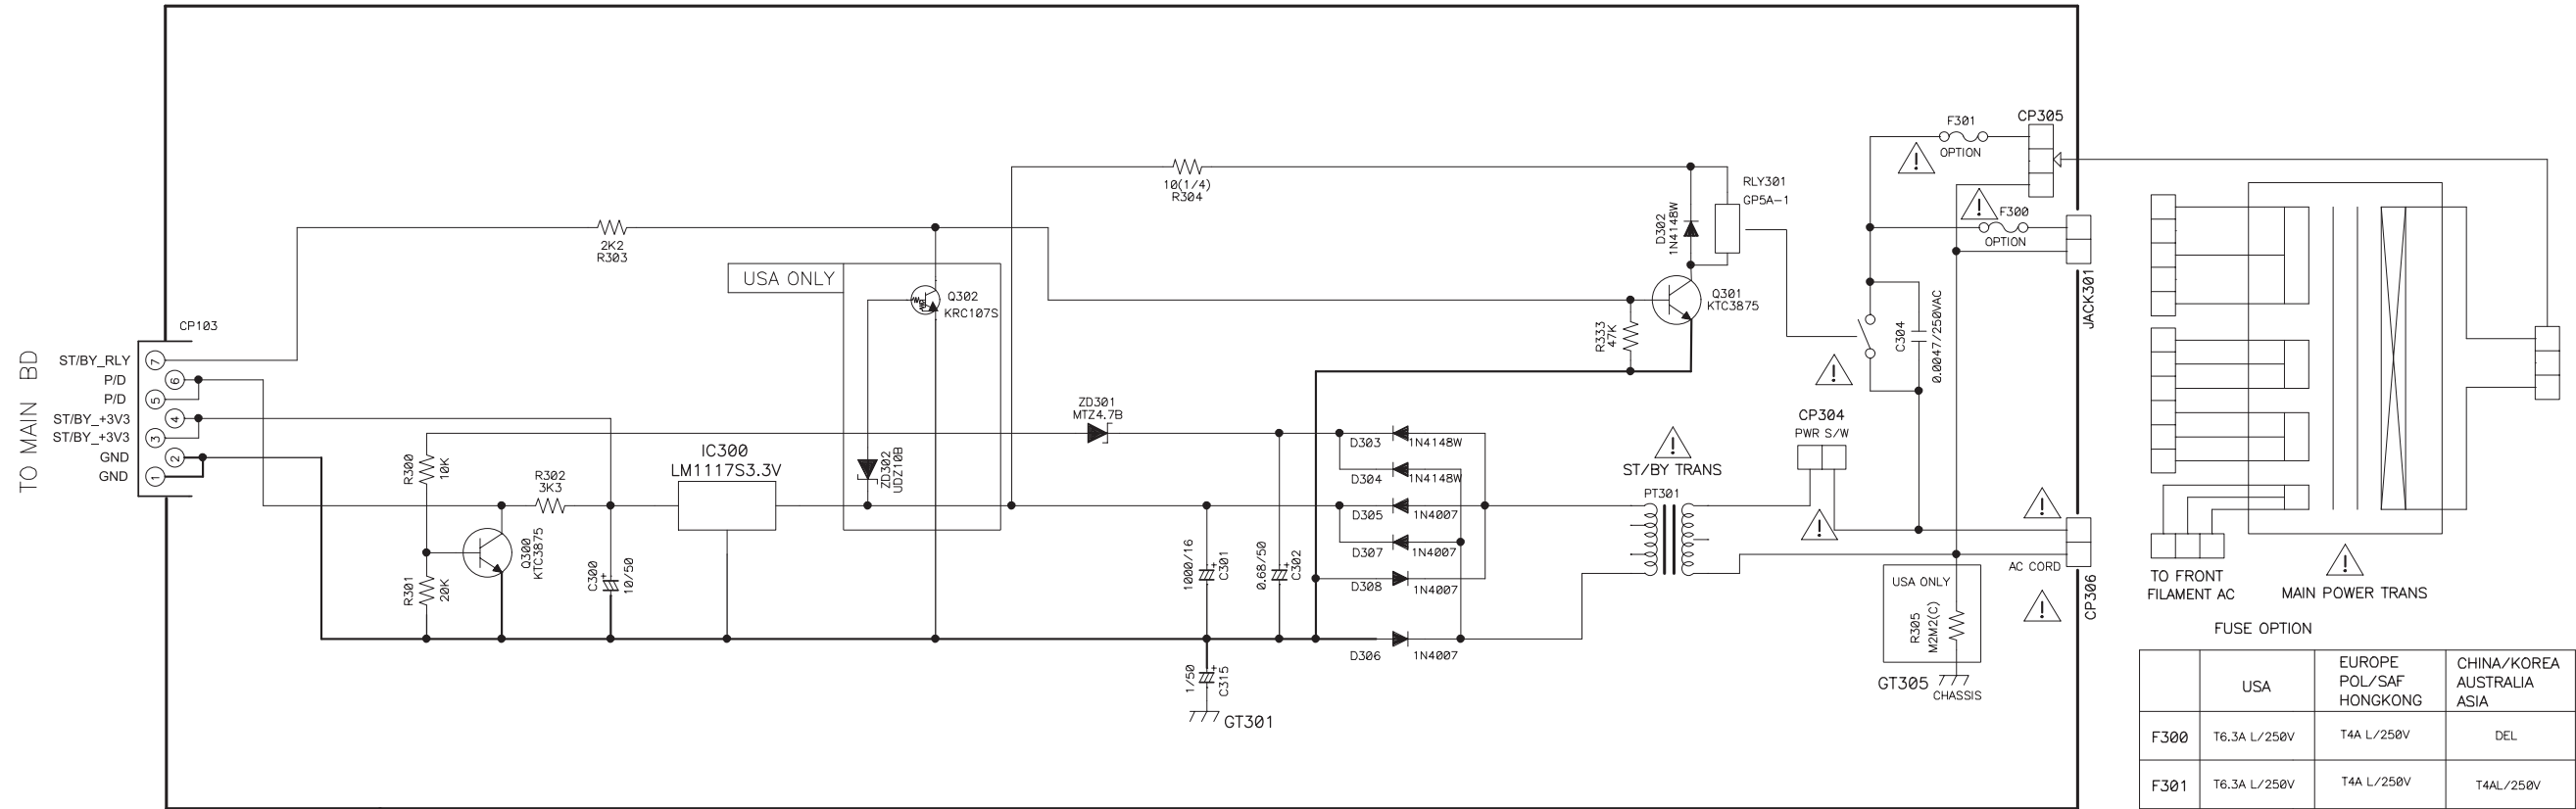 TO MAIN BD
CP103
ST/BY_RLY
7
P/D
6
P/D
5
ST/BY_+3V3
4
ST/BY_+3V3
3
GND
2
GND
1
2K2
R303
R300
10K
R301
20K
R302
3K3
Q300
KTC3875
C300
+
10/50
IC300
LM1117S3.3V
USA ONLY
Q302
KRC107S
ZD302
UDZ10B
ZD301
MTZ4.7B
10(1/4)
R304
1000/16
+
C301
0.68/50
+
C302
1/50
+
C315
GT301
D303
1N4148W
D304
1N4148W
D305
1N4007
D307
1N4007
D308
1N4007
D306
1N4007
D302
1N4148W
RLY301
GP5A-1
Q301
KTC3875
R333
47K
!
ST/BY TRANS
PT301
!
CP304
PWR S/W
!
C304
0.0047/250VAC
F301
!
OPTION
CP305
!
F300
OPTION
JACK301
!
AC CORD
!
CP306
USA ONLY
R305
M2M2(C)
GT305
CHASSIS
TO FRONT
FILAMENT AC
!
MAIN POWER TRANS
FUSE OPTION
USA
EUROPE
POL/SAF
HONGKONG
CHINA/KOREA
AUSTRALIA
ASIA
F300
T6.3A L/250V
T4A L/250V
DEL
F301
T6.3A L/250V
T4A L/250V
T4AL/250V